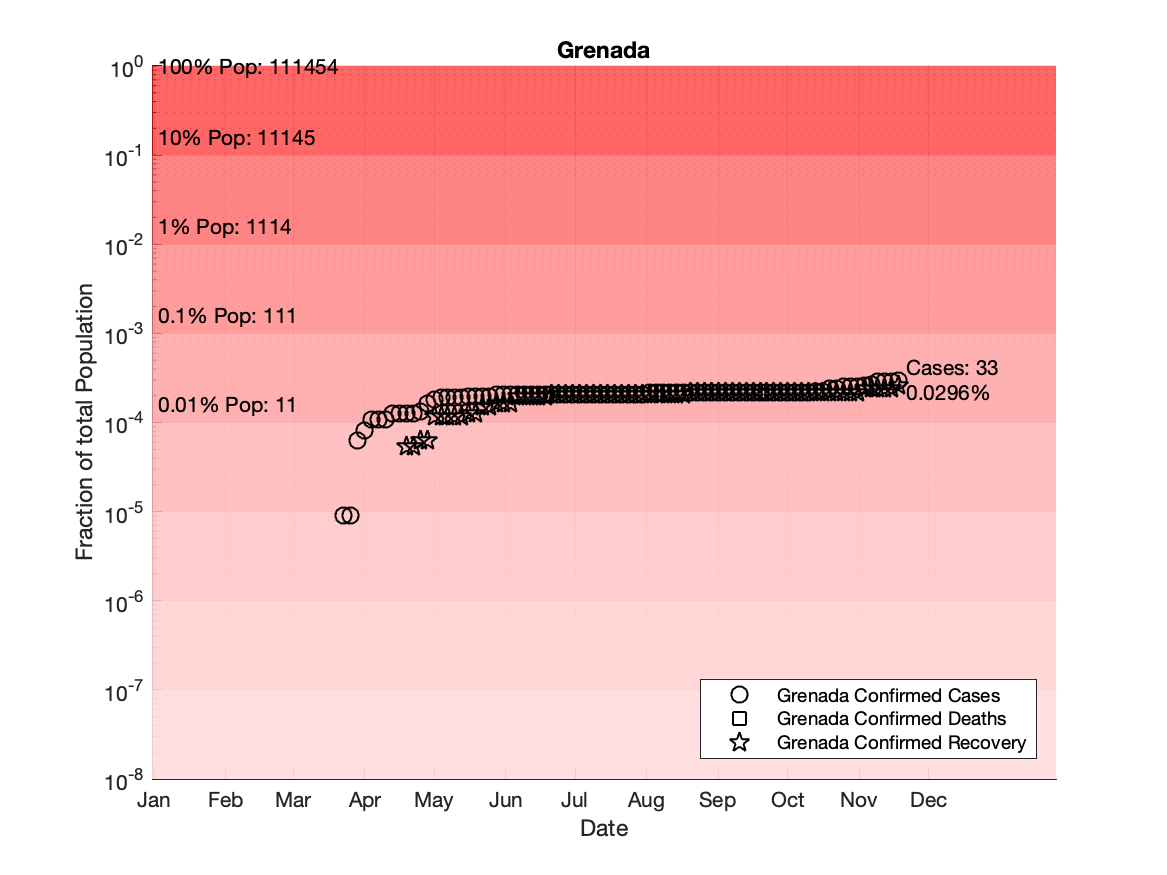 Grenada
10^0
100% Pop: 111454
10% Pop: 11145
10^-1
1% Pop: 1114
10^-2
0.1% Pop: 111
10^-3
Cases: 33
0.0296%
0.01% Pop: 11
10^-4
10^-5
10^-6
10^-7
10^-8
Fraction of total Population
Grenada Confirmed Cases
Grenada Confirmed Deaths
Grenada Confirmed Recovery
Jan Feb Mar Apr May Jun Jul Aug Sep Oct Nov Dec
Date